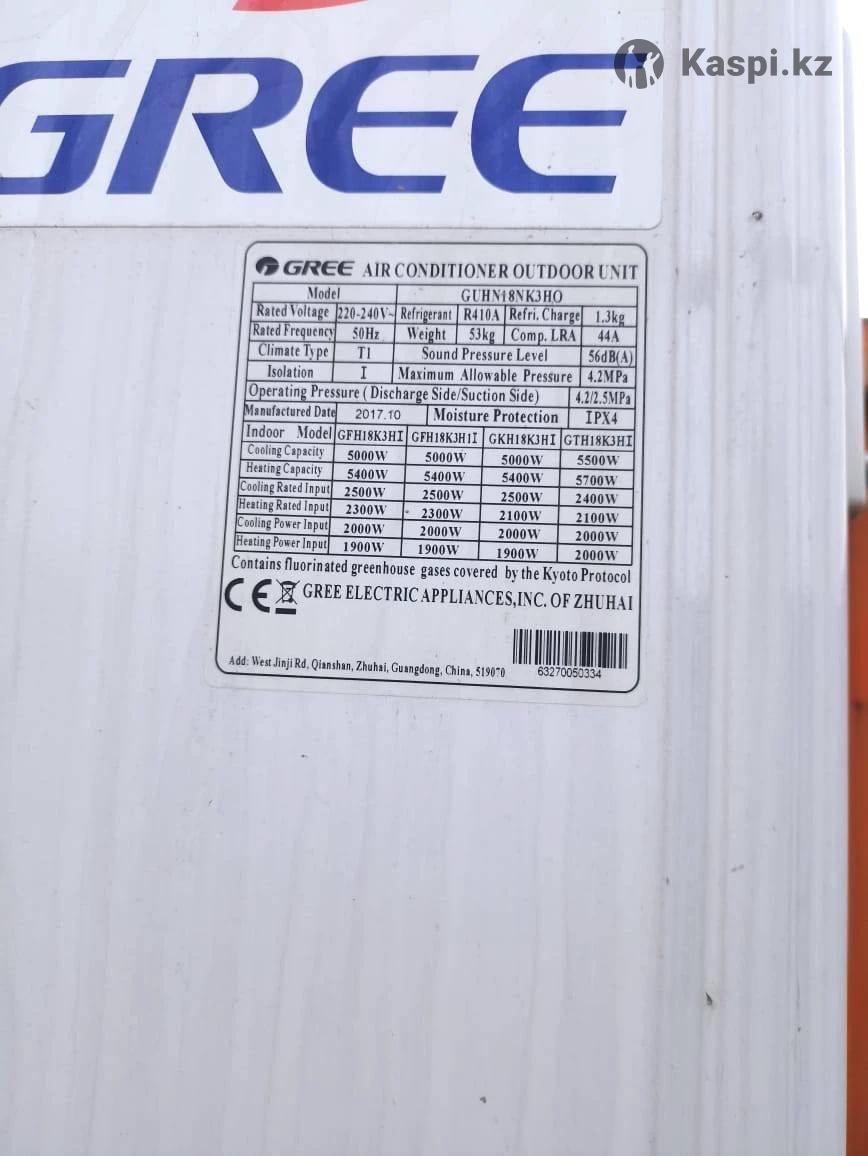 Kaspi.kz
GREE
GREE AIR CONDITIONER OUTDOOR UNIT
Model GUHN18NK3HO
Rated Voltage 220-240V~ Refrigerant R410A Refri. Charge 1.3kg
Rated Frequency 50Hz Weight 53kg Comp. LRA 44A
Climate Type T1 Sound Pressure Level 56dB(A)
Isolation I Maximum Allowable Pressure 4.2MPa
Operating Pressure ( Discharge Side/Suction Side) 4.2/2.5MPa
Manufactured Date 2017.10 Moisture Protection IPX4
Indoor Model GFH18K3HI GFH18K3H1I GKH18K3HI GTH18K3HI
Cooling Capacity 5000W 5000W 5000W 5500W
Heating Capacity 5400W 5400W 5400W 5700W
Cooling Rated Input 2500W 2500W 2500W 2400W
Heating Rated Input 2300W 2300W 2100W 2100W
Cooling Power Input 2000W 2000W 2000W 2000W
Heating Power Input 1900W 1900W 1900W 2000W
Contains fluorinated greenhouse gases covered by the Kyoto Protocol
CE GREE ELECTRIC APPLIANCES,INC. OF ZHUHAI
Add: West Jinji Rd, Qianshan, Zhuhai, Guangdong, China, 519070
63270050334